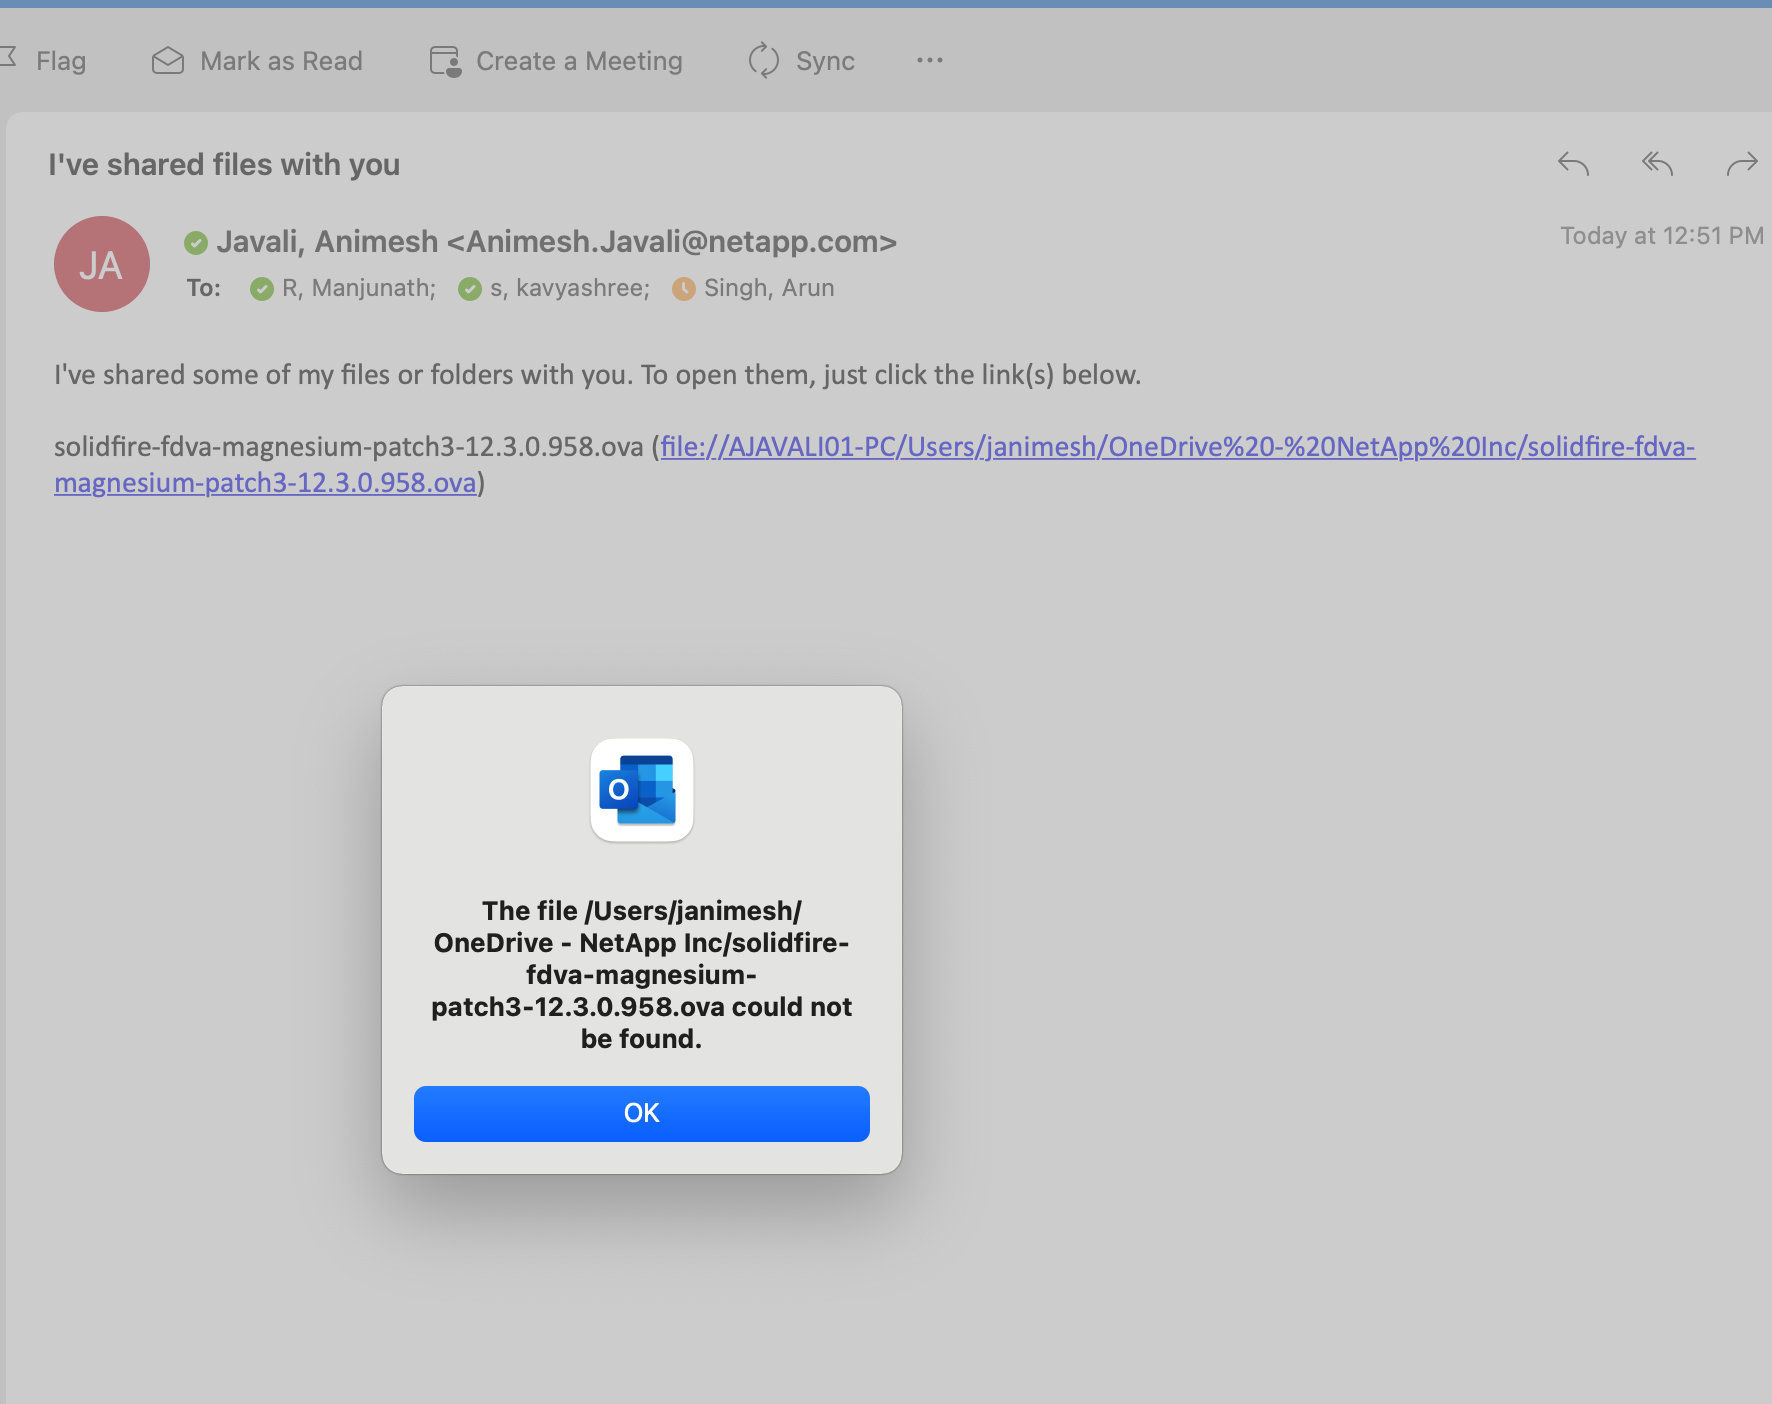 Flag Mark as Read Create a Meeting Sync ...
I've shared files with you
JA
Javali, Animesh <Animesh.Javali@netapp.com>
Today at 12:51 PM
To: R, Manjunath; s, kavyashree; Singh, Arun
I've shared some of my files or folders with you. To open them, just click the link(s) below.
solidfire-fdva-magnesium-patch3-12.3.0.958.ova (file://AJAVALI01-PC/Users/janimesh/OneDrive%20-%20NetApp%20Inc/solidfire-fdva-
magnesium-patch3-12.3.0.958.ova)
O
The file /Users/janimesh/
OneDrive - NetApp Inc/solidfire-
fdva-magnesium-
patch3-12.3.0.958.ova could not
be found.
OK